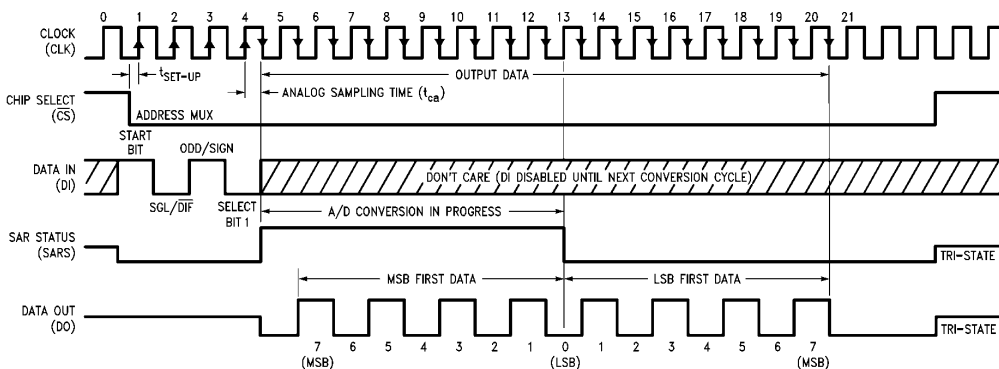 0 1 2 3 4 5 6 7 8 9 10 11 12 13 14 15 16 17 18 19 20 21
CLOCK
(CLK)
tSET-UP
OUTPUT DATA
ANALOG SAMPLING TIME (tca)
CHIP SELECT
(CS)
ADDRESS MUX
START
BIT
ODD/SIGN
DATA IN
(DI)
DON'T CARE (DI DISABLED UNTIL NEXT CONVERSION CYCLE)
SGL/DIF
SELECT
BIT 1
A/D CONVERSION IN PROGRESS
SAR STATUS
(SARS)
TRI-STATE
MSB FIRST DATA
LSB FIRST DATA
DATA OUT
(DO)
TRI-STATE
7 6 5 4 3 2 1 0 1 2 3 4 5 6 7
(MSB) (LSB) (MSB)